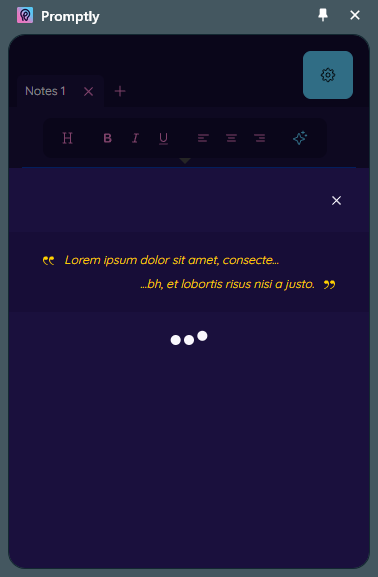 Promptly
Notes 1
H B I U
“ Lorem ipsum dolor sit amet, consecte...
...bh, et lobortis risus nisi a justo. ”